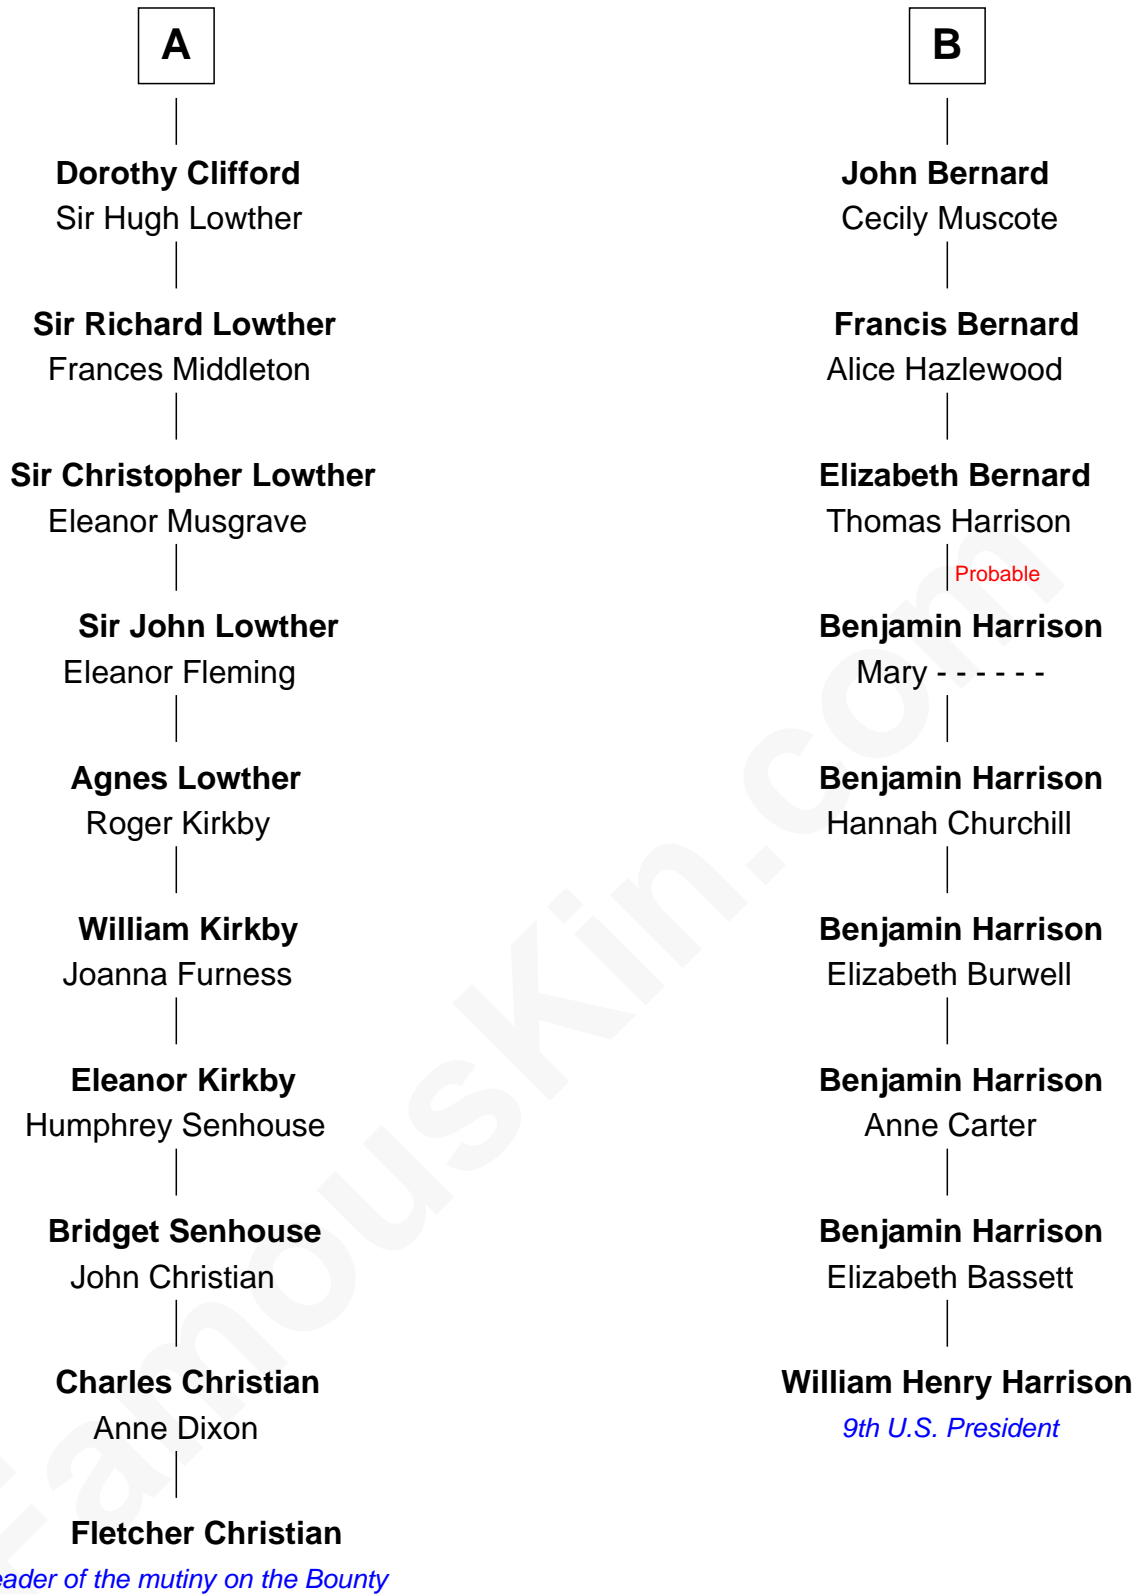 A
Dorothy Clifford
Sir Hugh Lowther
Sir Richard Lowther
Frances Middleton
Sir Christopher Lowther
Eleanor Musgrave
Sir John Lowther
Eleanor Fleming
Agnes Lowther
Roger Kirkby
William Kirkby
Joanna Furness
Eleanor Kirkby
Humphrey Senhouse
Bridget Senhouse
John Christian
Charles Christian
Anne Dixon
Fletcher Christian
eader of the mutiny on the Bounty
B
John Bernard
Cecily Muscote
Francis Bernard
Alice Hazlewood
Elizabeth Bernard
Thomas Harrison
Probable
Benjamin Harrison
Mary - - - - - -
Benjamin Harrison
Hannah Churchill
Benjamin Harrison
Elizabeth Burwell
Benjamin Harrison
Anne Carter
Benjamin Harrison
Elizabeth Bassett
William Henry Harrison
9th U.S. President
FamousKin.com